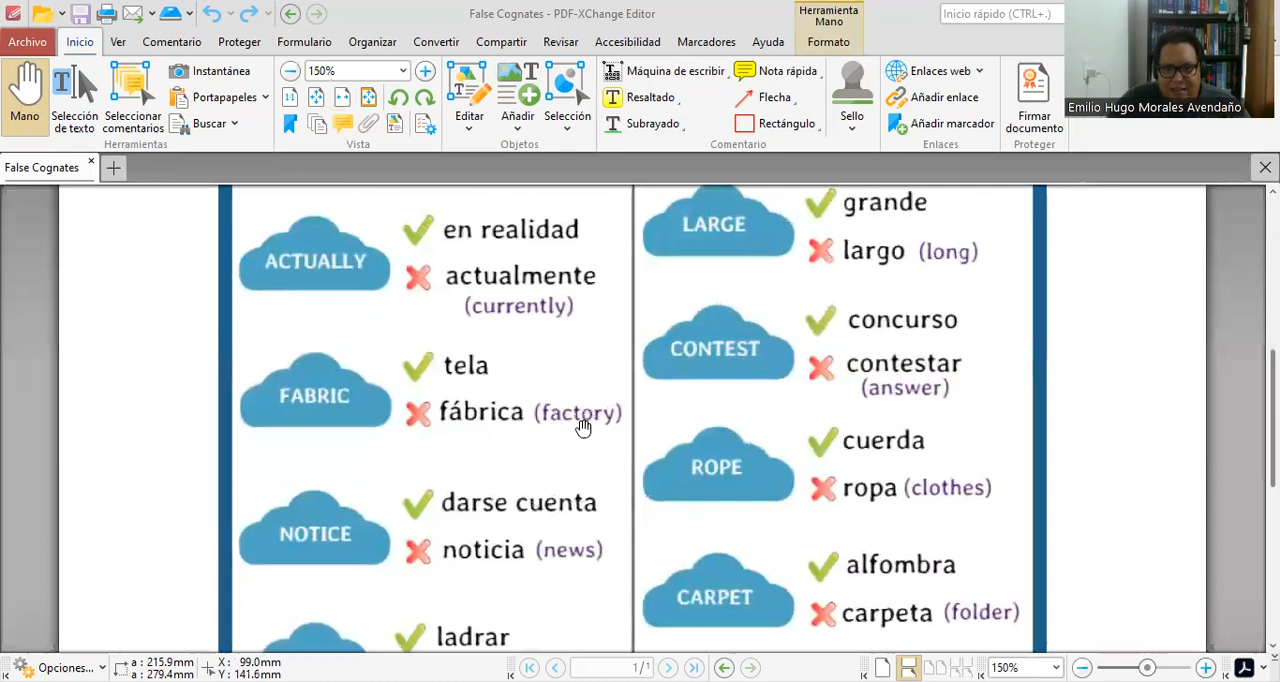 False Cognates - PDF-XChange Editor
Herramienta
Mano
Inicio rápido (CTRL+.)
Archivo
Inicio
Ver
Comentario
Proteger
Formulario
Organizar
Convertir
Compartir
Revisar
Accesibilidad
Marcadores
Ayuda
Formato
Mano
Selección
de texto
Seleccionar
comentarios
Instantánea
Portapapeles
Buscar
Herramientas
150%
Vista
Editar
Añadir
Selección
Objetos
Máquina de escribir
Resaltado
Subrayado
Nota rápida
Flecha
Rectángulo
Sello
Comentario
Enlaces web
Añadir enlace
Añadir marcador
Enlaces
Firmar
documento
Proteger
Emilio Hugo Morales Avendaño
False Cognates
ACTUALLY
en realidad
actualmente
(currently)
FABRIC
tela
fábrica (factory)
NOTICE
darse cuenta
noticia (news)
ladrar
LARGE
grande
largo (long)
CONTEST
concurso
contestar
(answer)
ROPE
cuerda
ropa (clothes)
CARPET
alfombra
carpeta (folder)
Opciones...
a : 215.9mm
a : 279.4mm
X : 99.0mm
Y : 141.6mm
1/1
150%